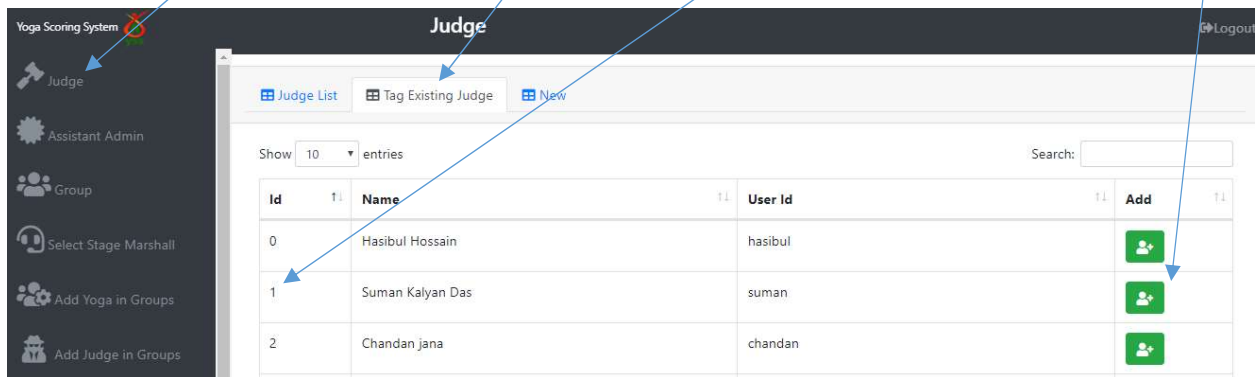 Yoga Scoring System Judge Logout
Judge
Judge List Tag Existing Judge New
Assistant Admin
Show 10 entries Search:
Group
Id Name User Id Add
Select Stage Marshall
0 Hasibul Hossain hasibul
Add Yoga in Groups
1 Suman Kalyan Das suman
Add Judge in Groups
2 Chandan jana chandan